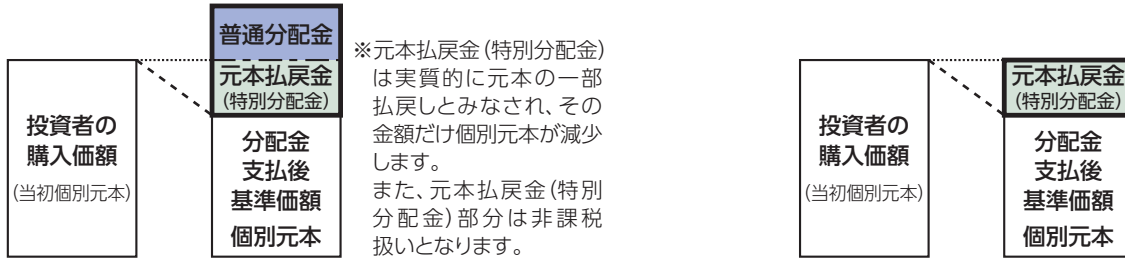 普通分配金
元本払戻金
(特別分配金)
投資者の
購入価額
(当初個別元本)
分配金
支払後
基準価額
個別元本
※元本払戻金(特別分配金)
は実質的に元本の一部
払戻しとみなされ、その
金額だけ個別元本が減少
します。
また、元本払戻金(特別
分配金)部分は非課税
扱いとなります。
投資者の
購入価額
(当初個別元本)
元本払戻金
(特別分配金)
分配金
支払後
基準価額
個別元本